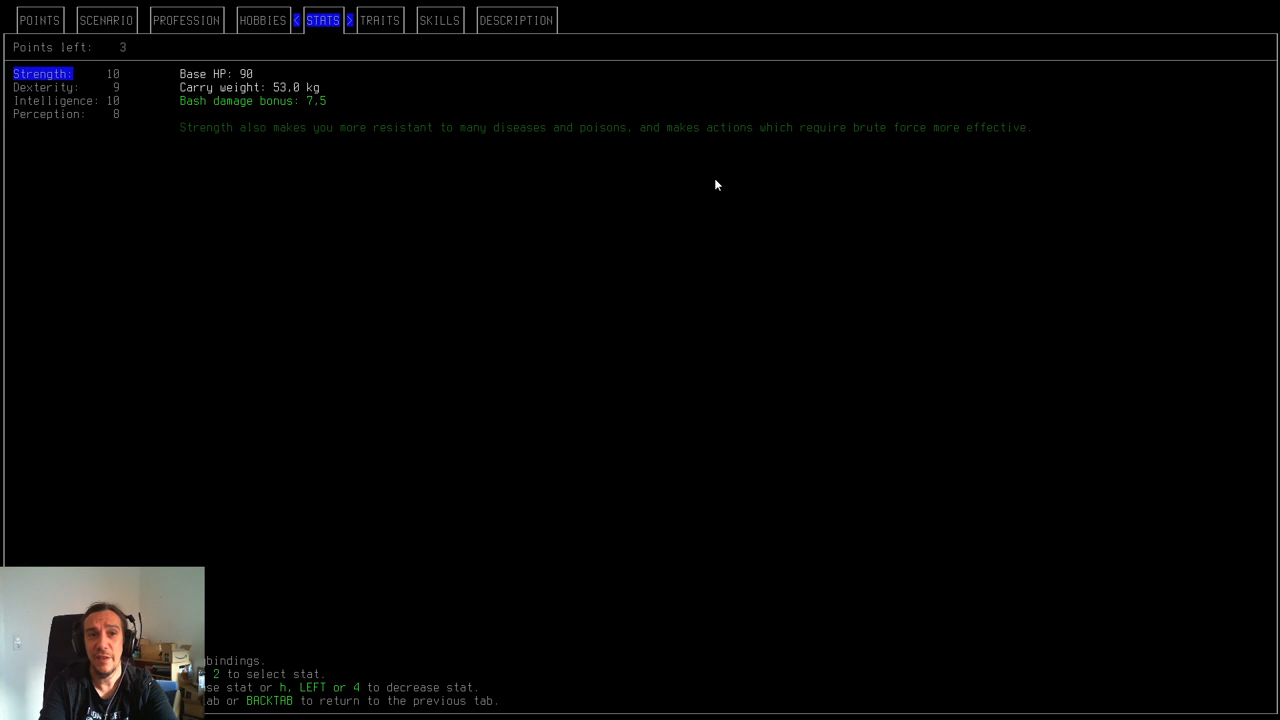 POINTS SCENARIO PROFESSION HOBBIES < STATS > TRAITS SKILLS DESCRIPTION
Points left: 3
Strength: 10 Base HP: 90
Dexterity: 9 Carry weight: 53.0 kg
Intelligence: 10 Bash damage bonus: 7.5
Perception: 8
Strength also makes you more resistant to many diseases and poisons, and makes actions which require brute force more effective.
bindings.
2 to select stat.
se stat or h, LEFT or 4 to decrease stat.
ab or BACKTAB to return to the previous tab.